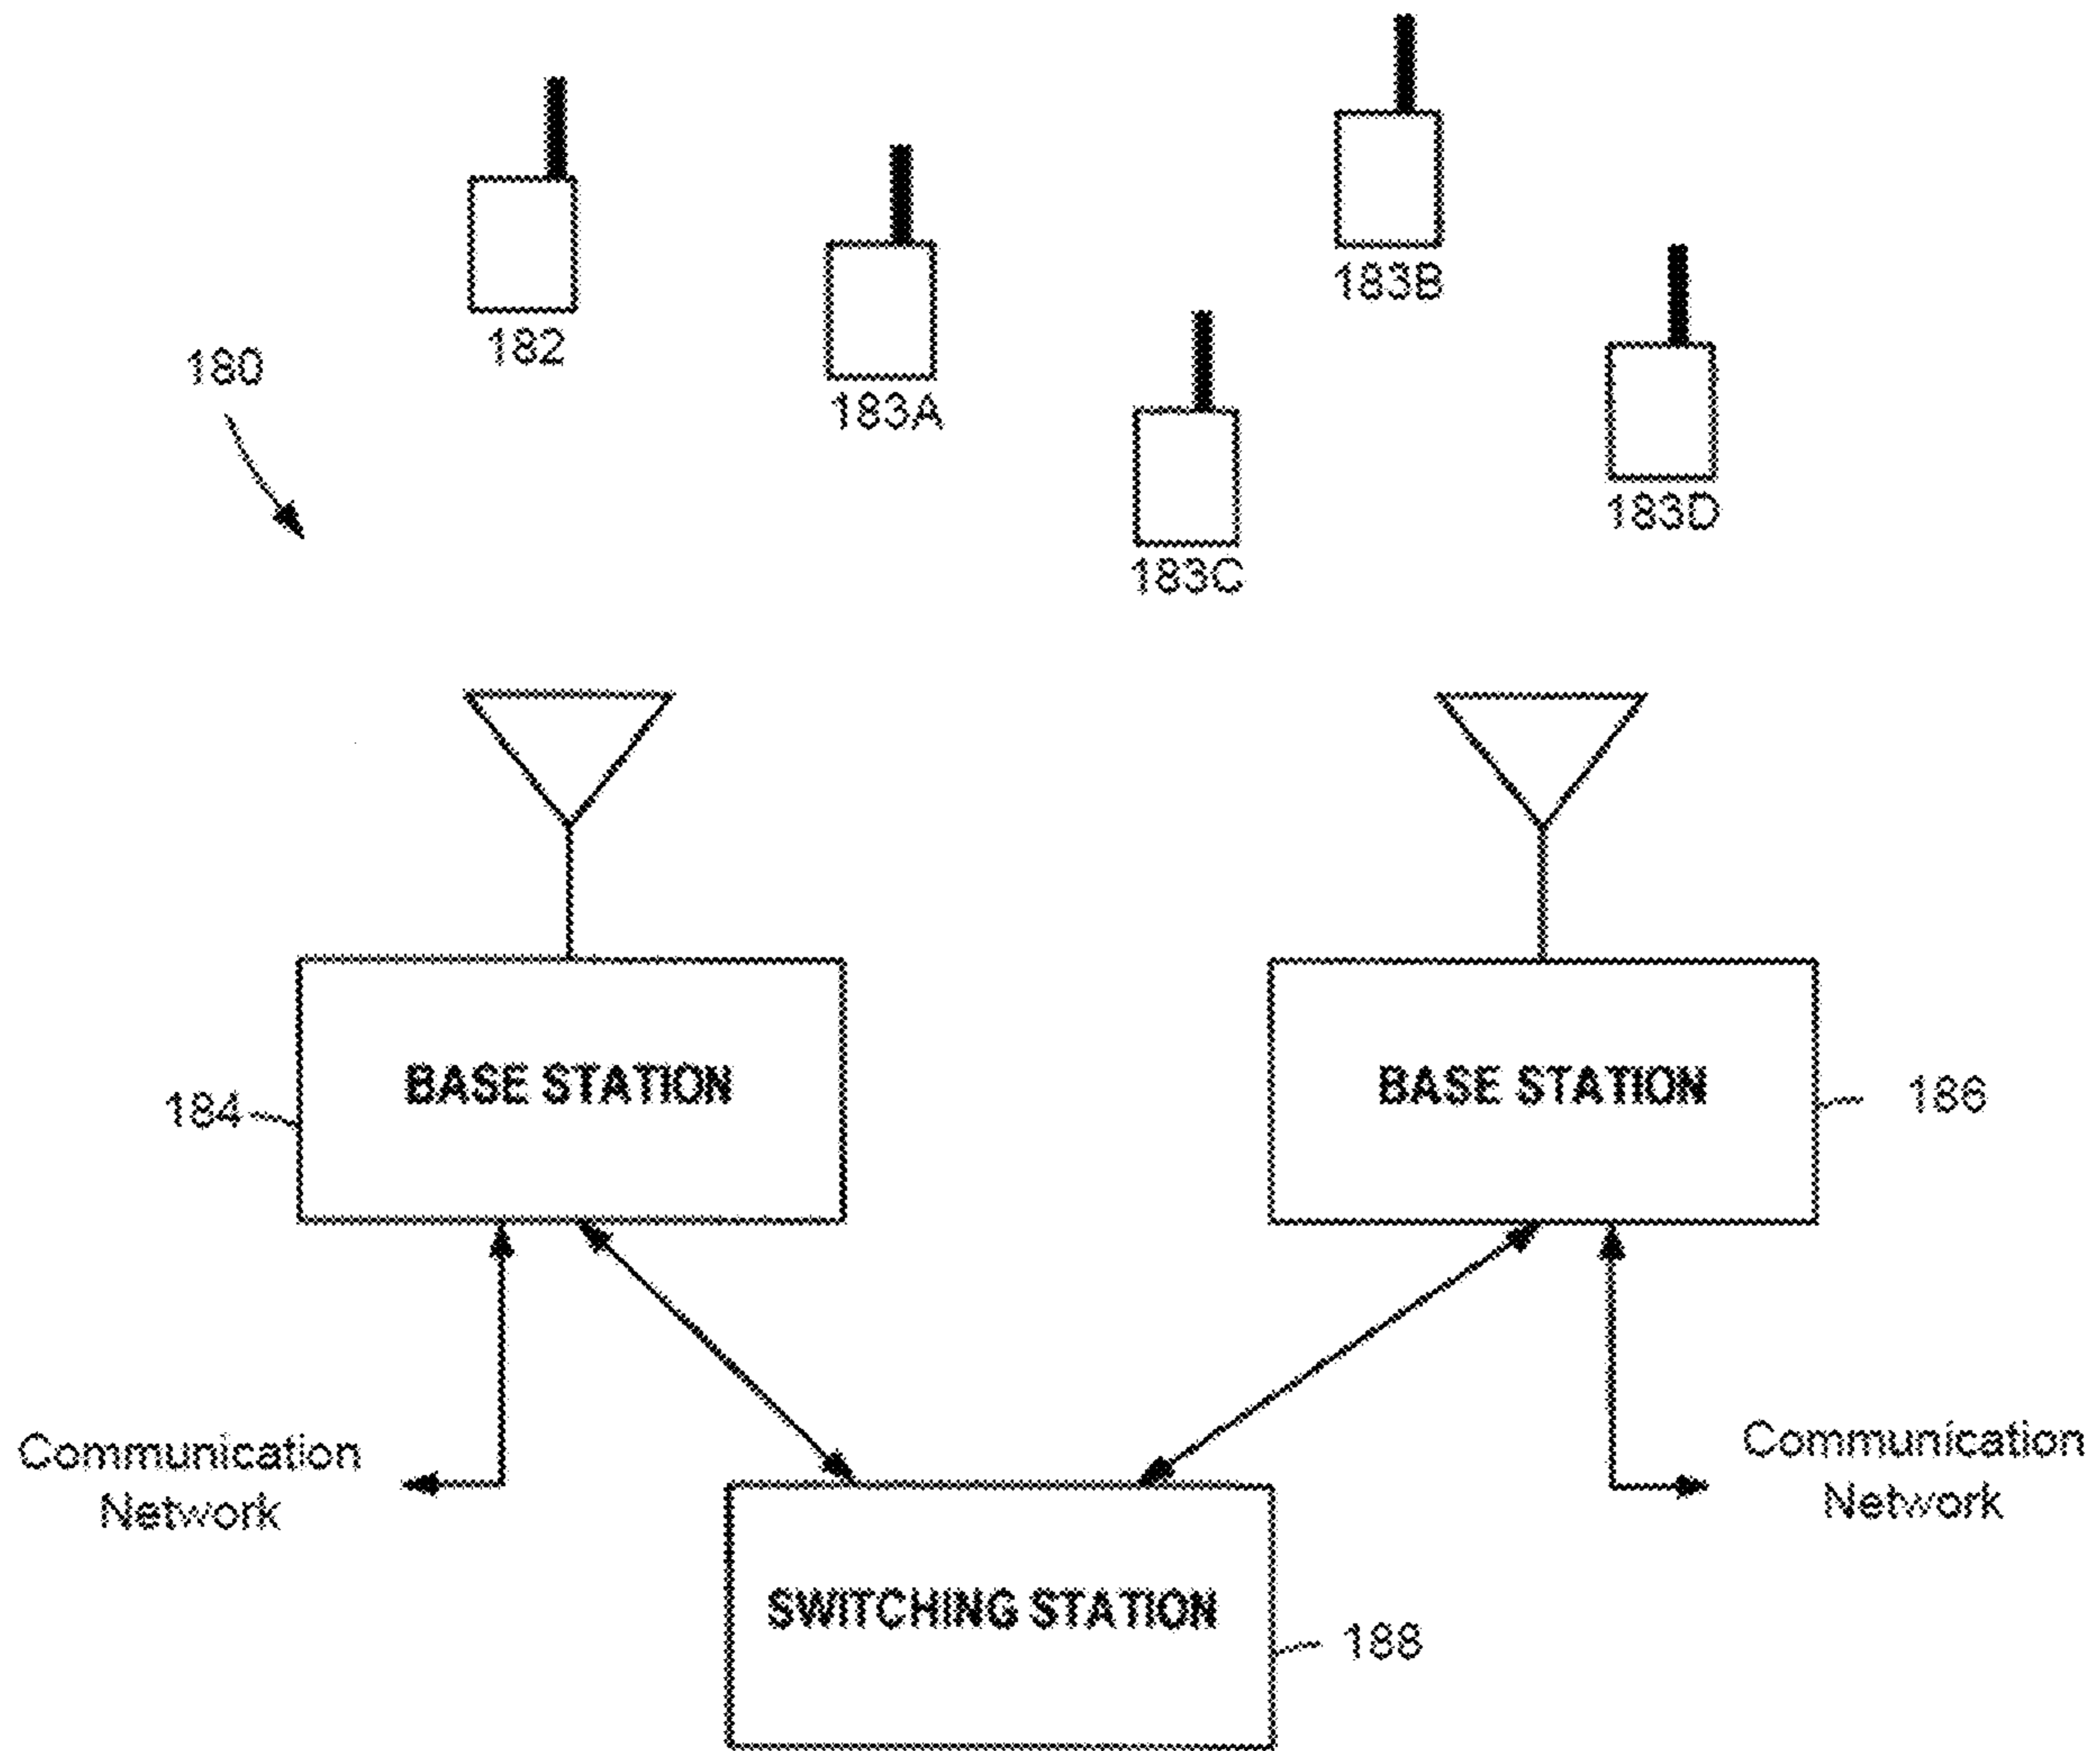 183B
182
180
183A
183D
183C
BASE STATION
BASE STATION
184
186
Communication
Network
Communication
Network
SWITCHING STATION
188